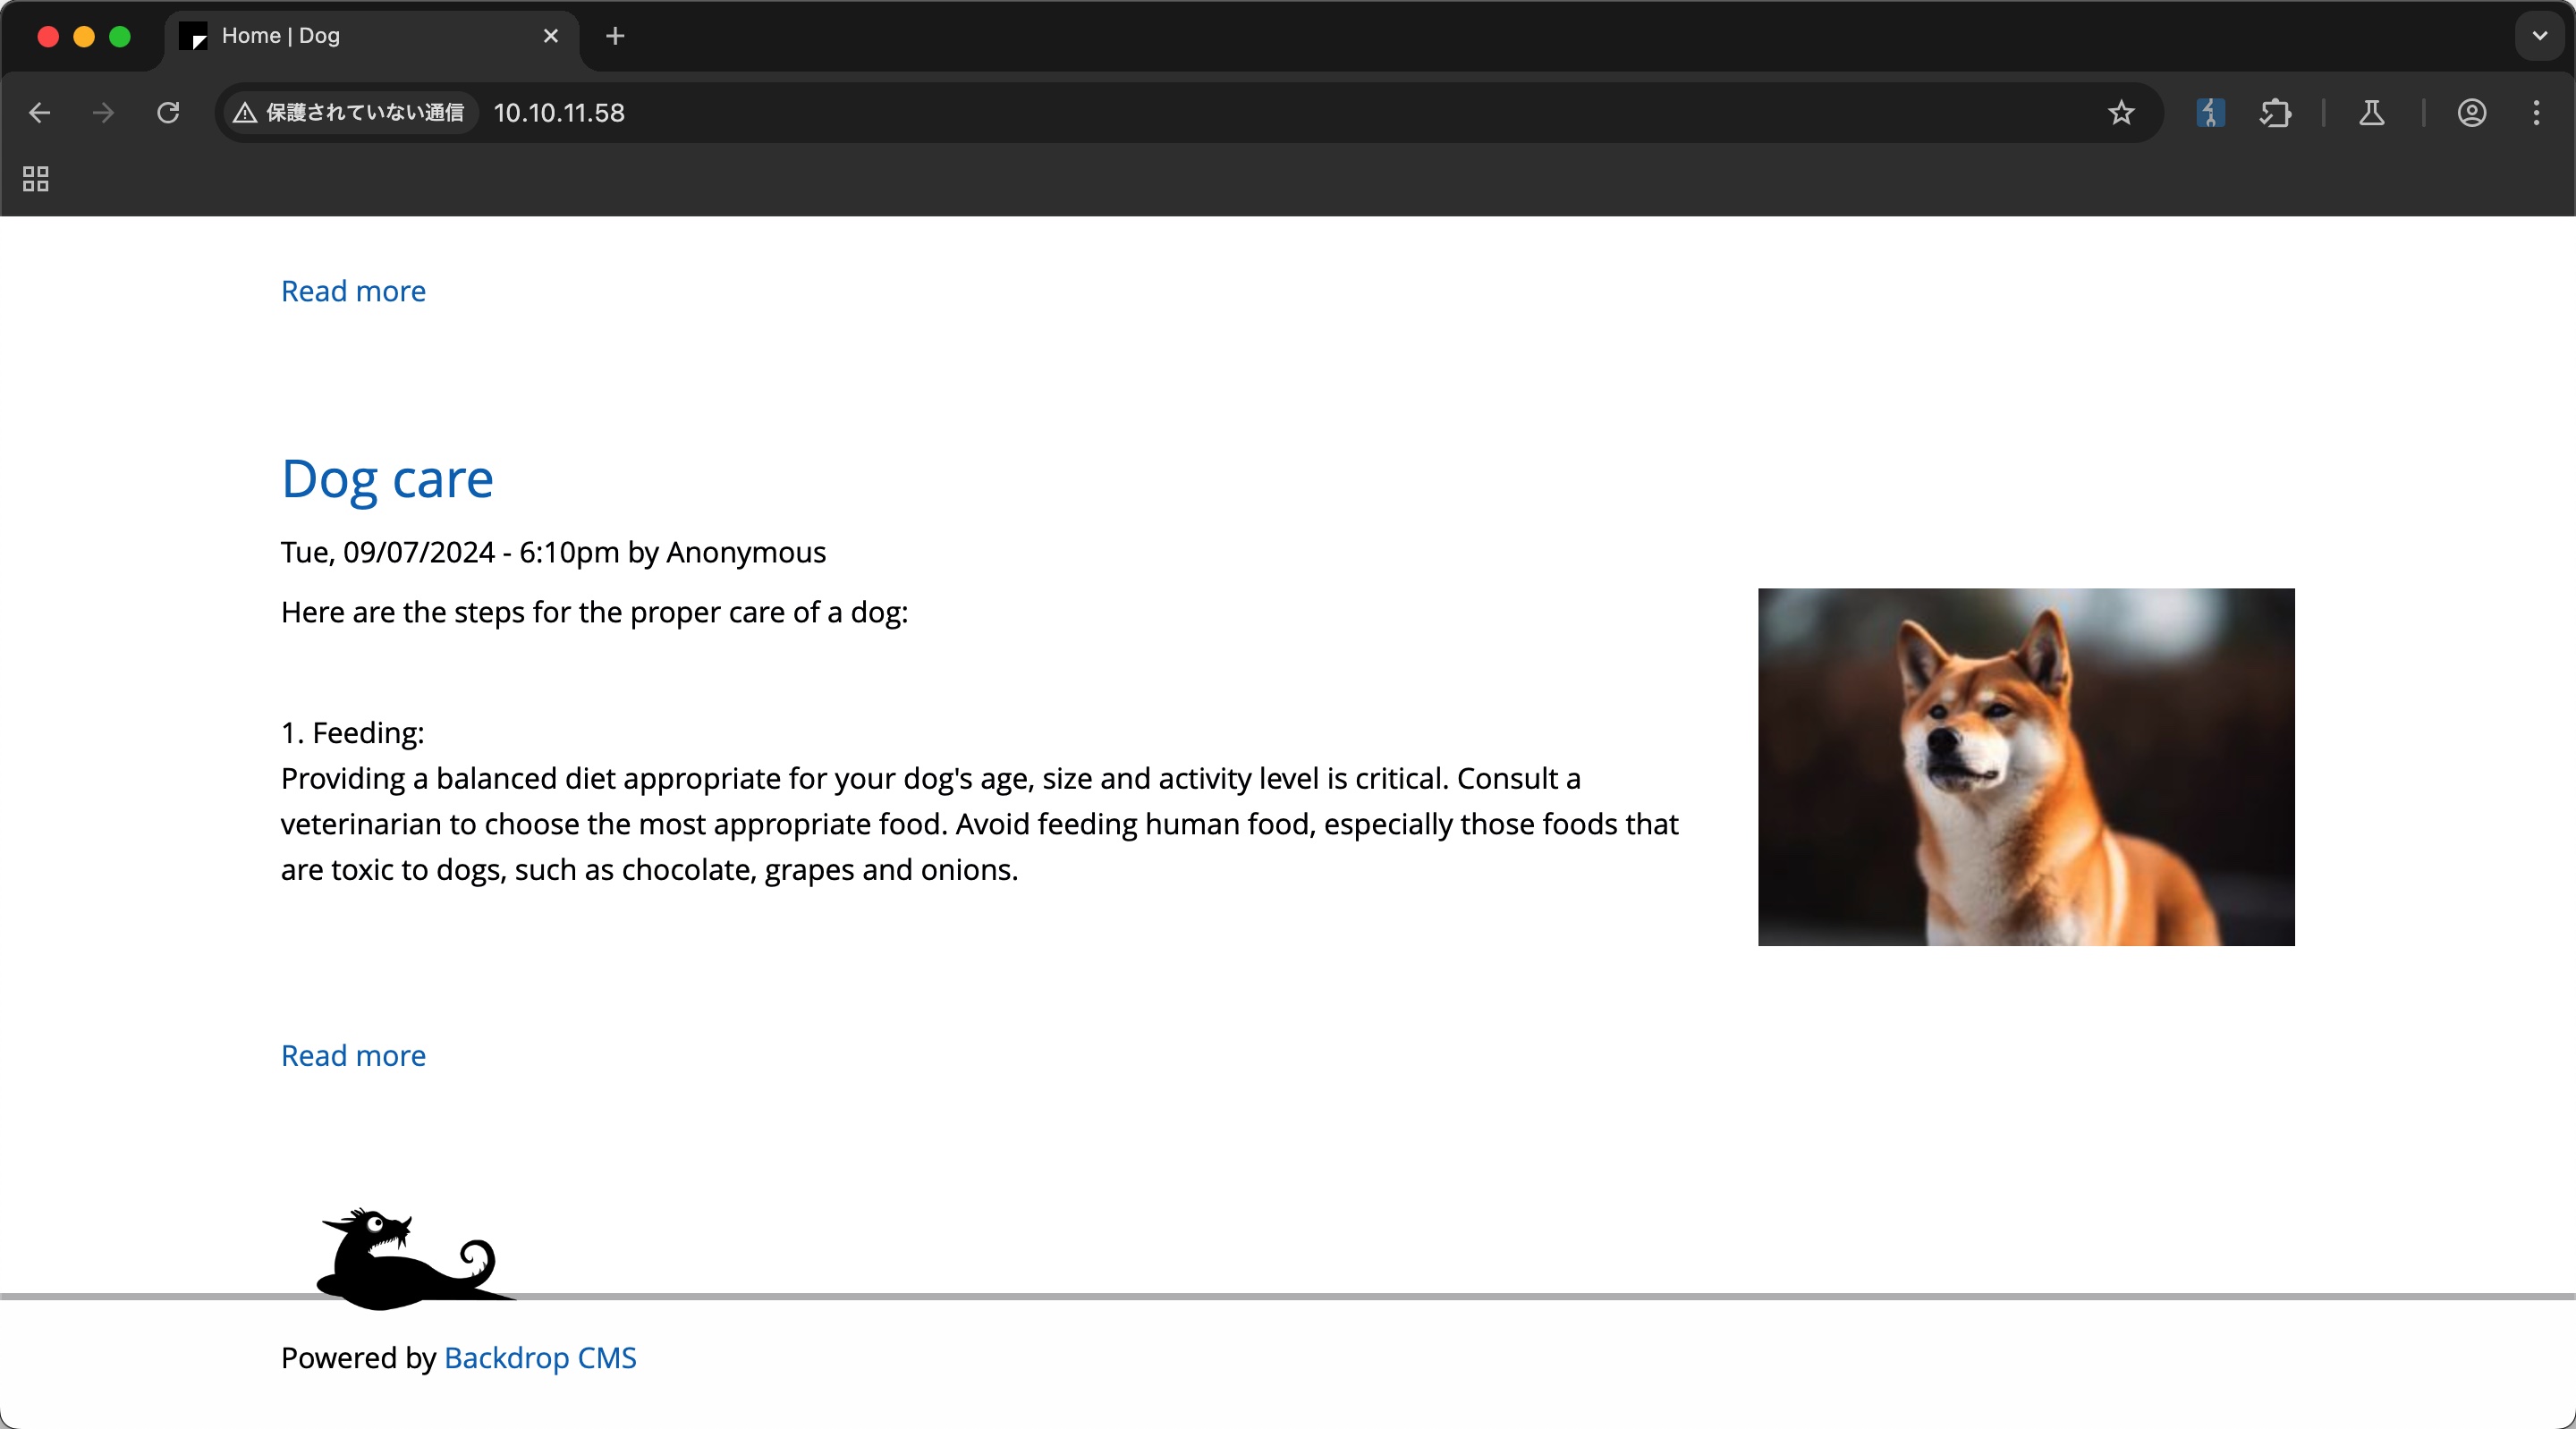 Home | Dog
保護されていない通信 10.10.11.58
Read more
Dog care
Tue, 09/07/2024 - 6:10pm by Anonymous
Here are the steps for the proper care of a dog:
1. Feeding:
Providing a balanced diet appropriate for your dog's age, size and activity level is critical. Consult a
veterinarian to choose the most appropriate food. Avoid feeding human food, especially those foods that
are toxic to dogs, such as chocolate, grapes and onions.
Read more
Powered by Backdrop CMS